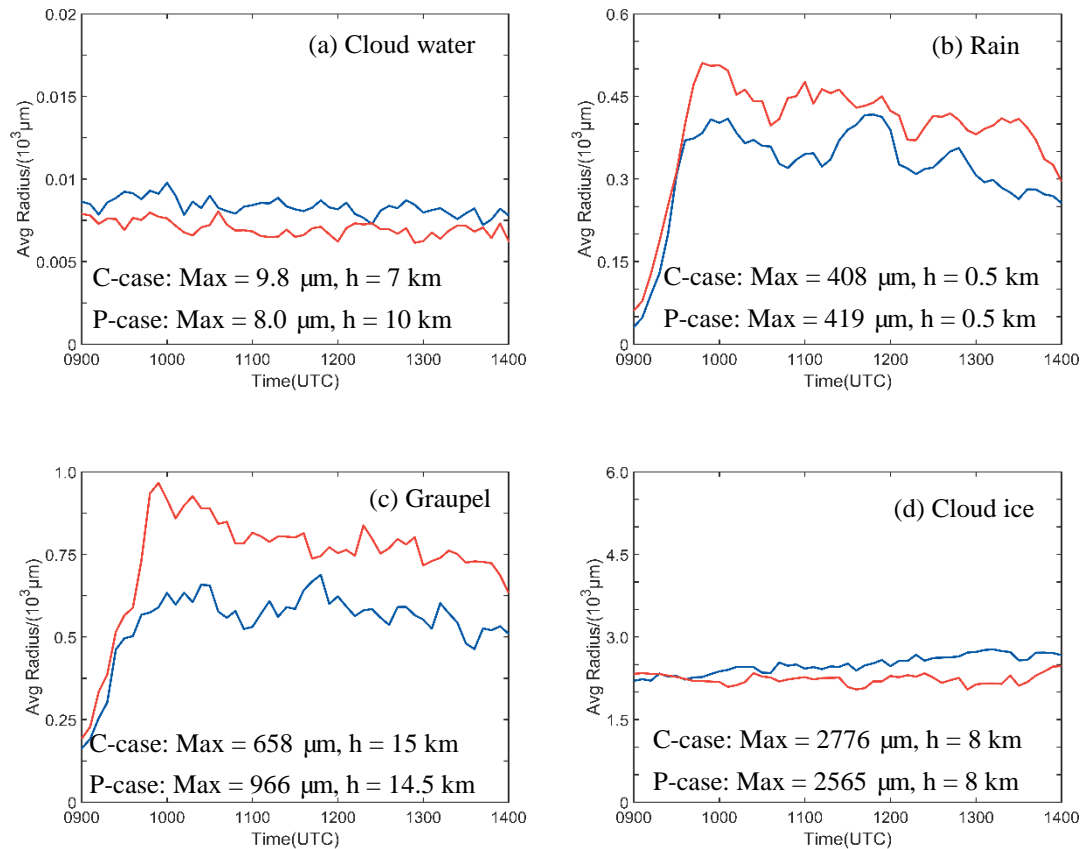 (a) Cloud water
Avg Radius/(10³µm)
0.02
0.015
0.01
0.005
0
C-case: Max = 9.8 µm, h = 7 km
P-case: Max = 8.0 µm, h = 10 km
0900 1000 1100 1200 1300 1400
Time(UTC)
(b) Rain
Avg Radius/(10³µm)
0.6
0.45
0.3
0.15
0
C-case: Max = 408 µm, h = 0.5 km
P-case: Max = 419 µm, h = 0.5 km
0900 1000 1100 1200 1300 1400
Time(UTC)
(c) Graupel
Avg Radius/(10³µm)
1.0
0.75
0.5
0.25
0
C-case: Max = 658 µm, h = 15 km
P-case: Max = 966 µm, h = 14.5 km
0900 1000 1100 1200 1300 1400
Time(UTC)
(d) Cloud ice
Avg Radius/(10³µm)
6.0
4.5
3.0
1.5
0
C-case: Max = 2776 µm, h = 8 km
P-case: Max = 2565 µm, h = 8 km
0900 1000 1100 1200 1300 1400
Time(UTC)